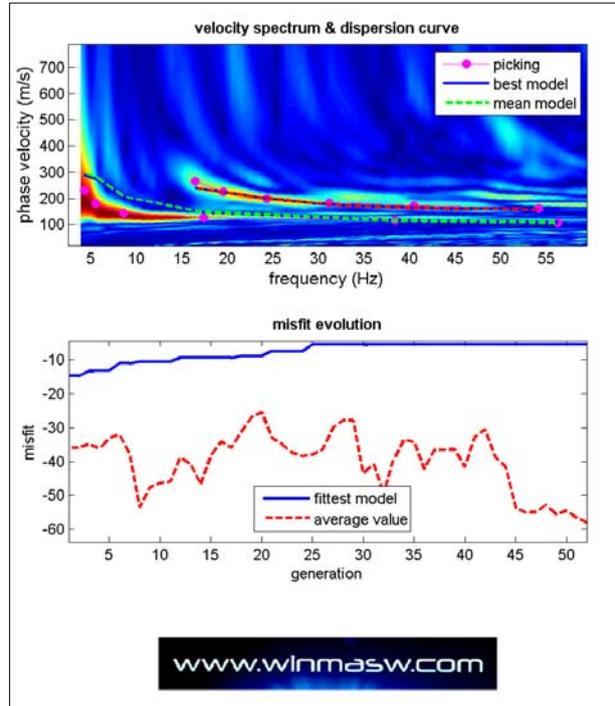 velocity spectrum & dispersion curve
phase velocity (m/s)
700
600
500
400
300
200
100
picking
best model
mean model
5 10 15 20 25 30 35 40 45 50 55
frequency (Hz)
misfit evolution
misfit
-10
-20
-30
-40
-50
-60
fittest model
average value
5 10 15 20 25 30 35 40 45 50
generation
www.winmasw.com